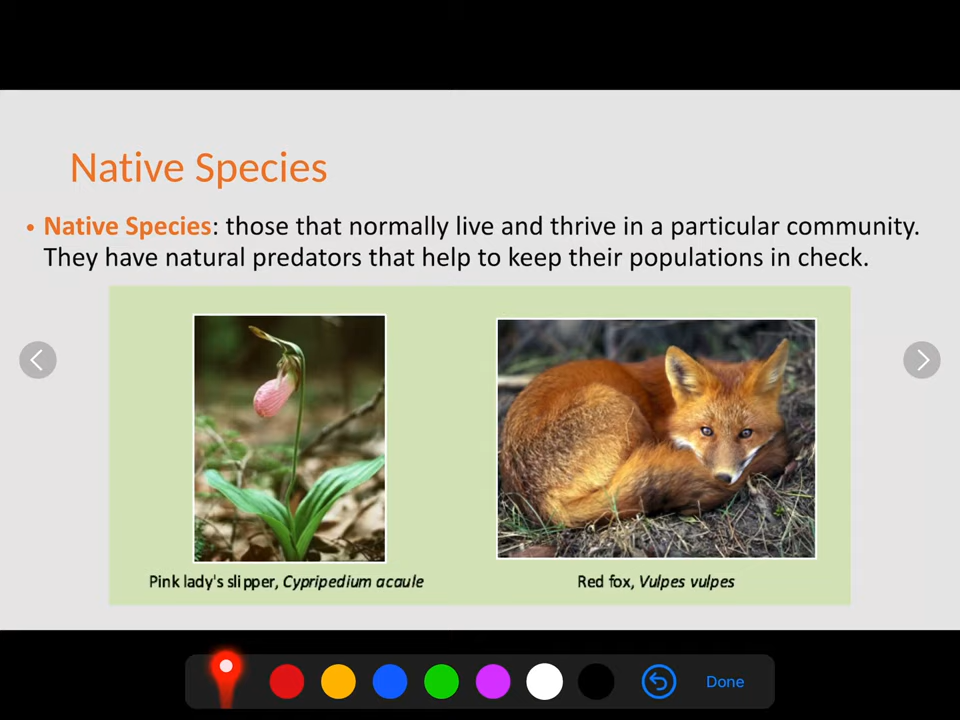 Native Species
• Native Species: those that normally live and thrive in a particular community.
They have natural predators that help to keep their populations in check.
Pink lady's slipper, Cypripedium acaule
Red fox, Vulpes vulpes
Done